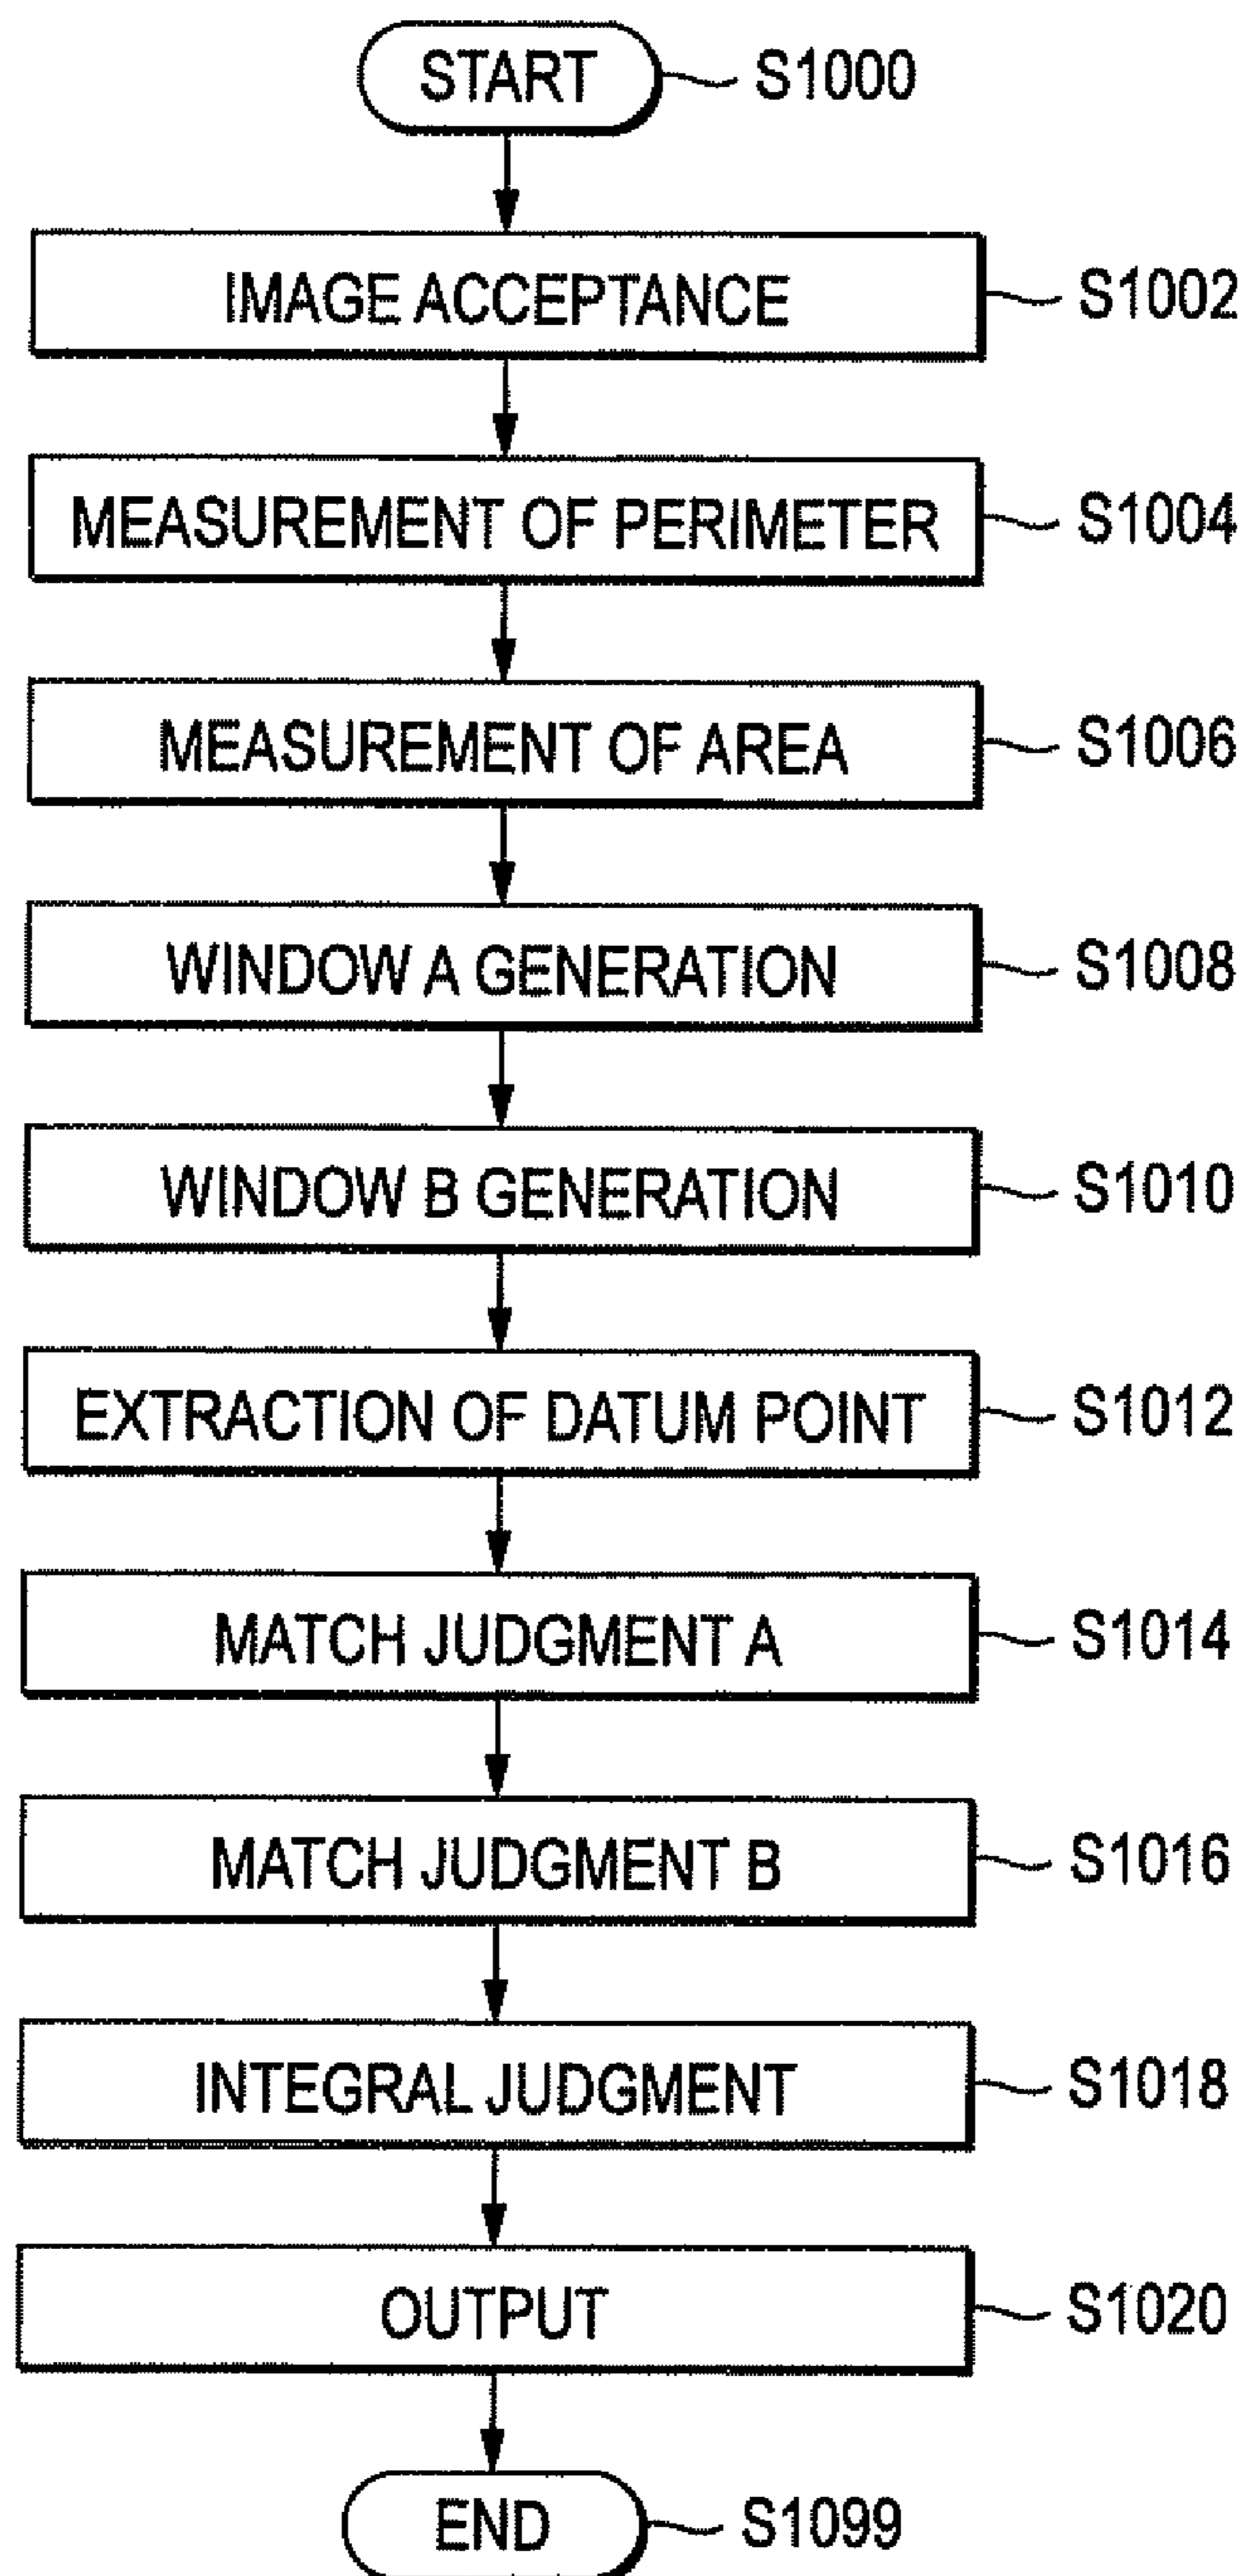 START S1000
IMAGE ACCEPTANCE S1002
MEASUREMENT OF PERIMETER S1004
MEASUREMENT OF AREA S1006
WINDOW A GENERATION S1008
WINDOW B GENERATION S1010
EXTRACTION OF DATUM POINT S1012
MATCH JUDGMENT A S1014
MATCH JUDGMENT B S1016
INTEGRAL JUDGMENT S1018
OUTPUT S1020
END S1099